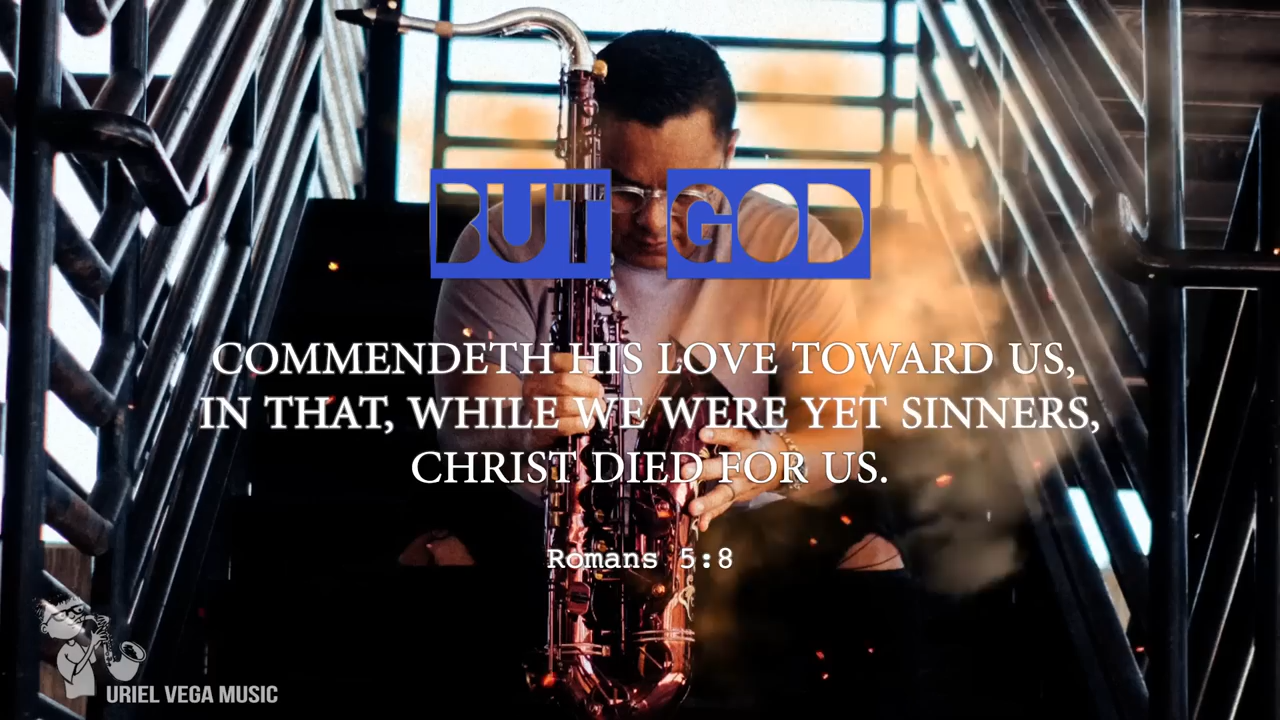 BUT GOD
COMMENDETH HIS LOVE TOWARD US,
IN THAT, WHILE WE WERE YET SINNERS,
CHRIST DIED FOR US.
Romans 5:8
URIEL VEGA MUSIC